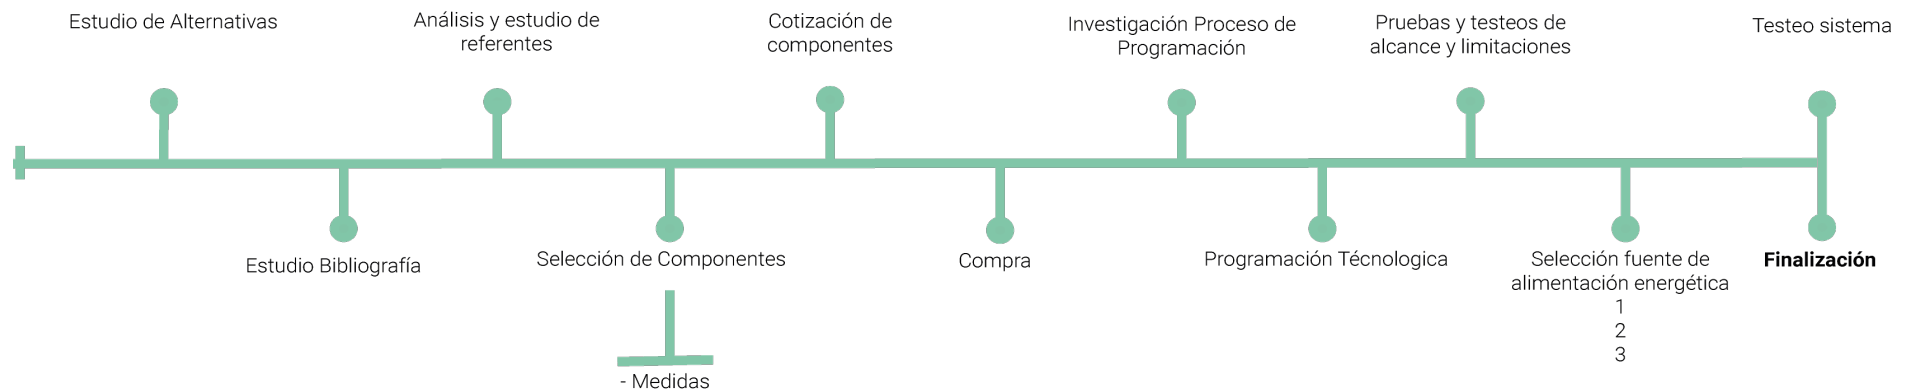 Estudio de Alternativas
Análisis y estudio de
referentes
Cotización de
componentes
Investigación Proceso de
Programación
Pruebas y testeos de
alcance y limitaciones
Testeo sistema
Estudio Bibliografía
Selección de Componentes
- Medidas
Compra
Programación Técnologica
Selección fuente de
alimentación energética
1
2
3
Finalización